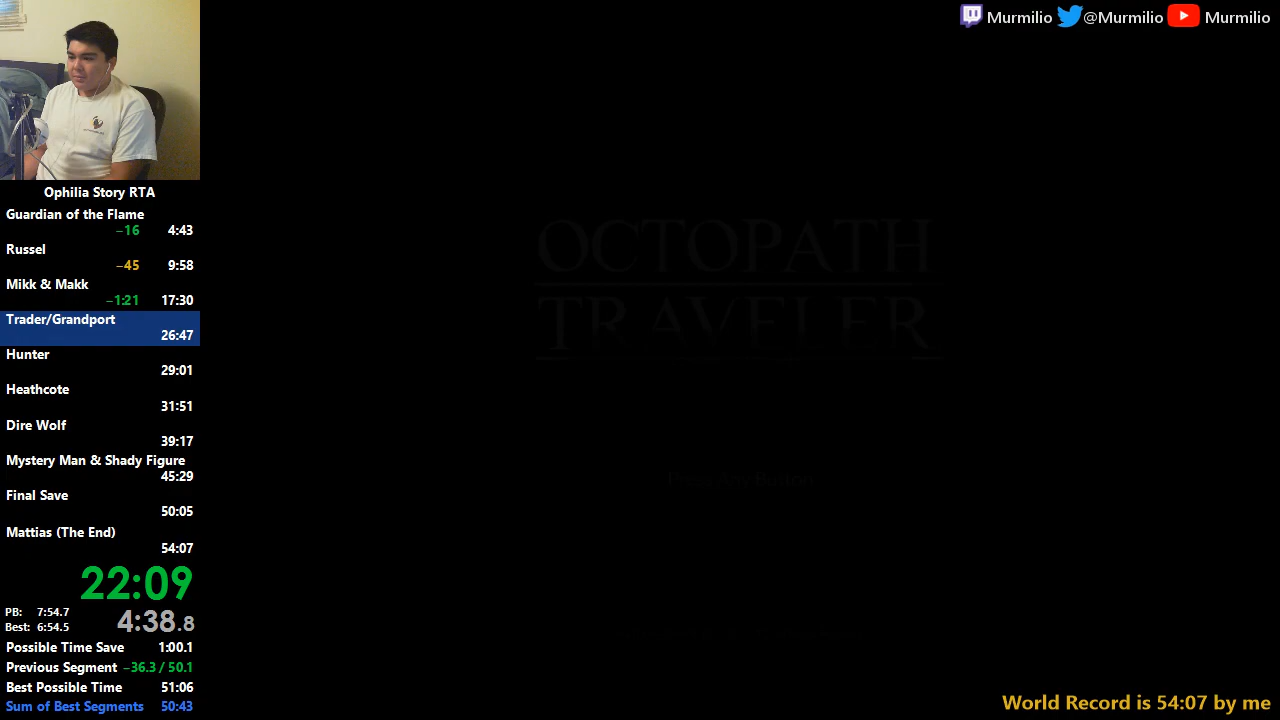 Murmilio @Murmilio Murmilio
Ophilia Story RTA
Guardian of the Flame
−16 4:43
Russel
−45 9:58
Mikk & Makk
−1:21 17:30
Trader/Grandport
26:47
Hunter
29:01
Heathcote
31:51
Dire Wolf
39:17
Mystery Man & Shady Figure
45:29
Final Save
50:05
Mattias (The End)
54:07
22:09
PB: 7:54.7
Best: 6:54.5
4:38.8
Possible Time Save 1:00.1
Previous Segment −36.3 / 50.1
Best Possible Time 51:06
Sum of Best Segments 50:43
OCTOPATH
TRAVELER
Press Any Button
World Record is 54:07 by me